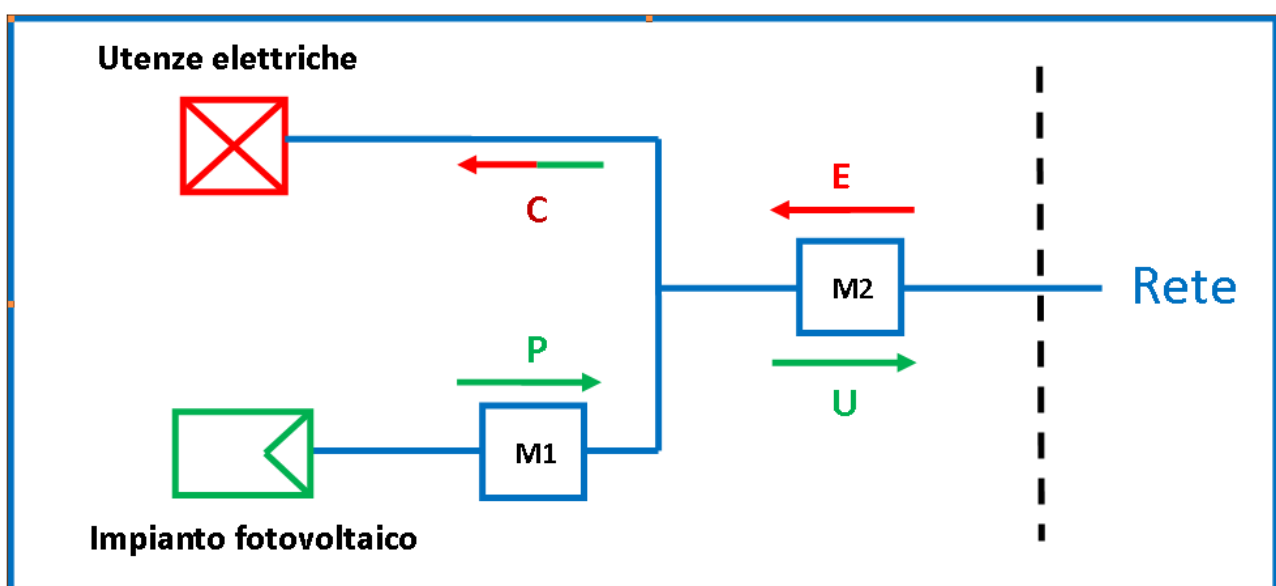 Utenze elettriche
C
E
M2
Rete
U
P
M1
Impianto fotovoltaico